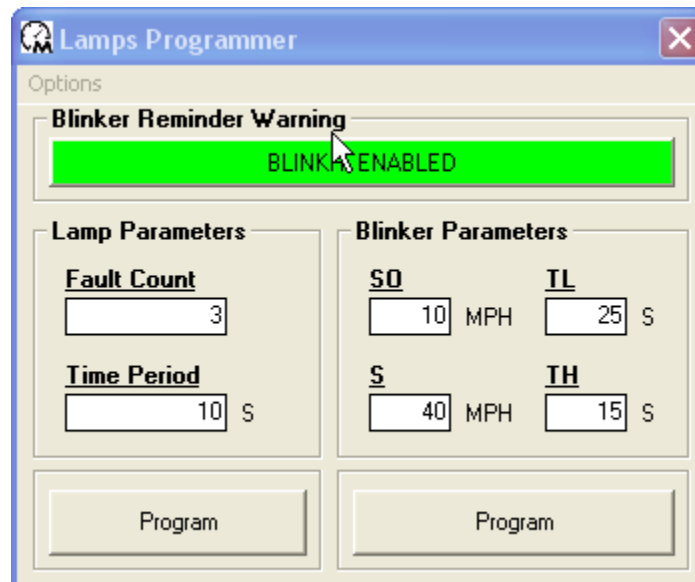 Lamps Programmer
Options
Blinker Reminder Warning
ENABLED
Lamp Parameters
Fault Count
3
Time Period
10 S
Blinker Parameters
SO TL
10 MPH 25 S
S TH
40 MPH 15 S
Program
Program